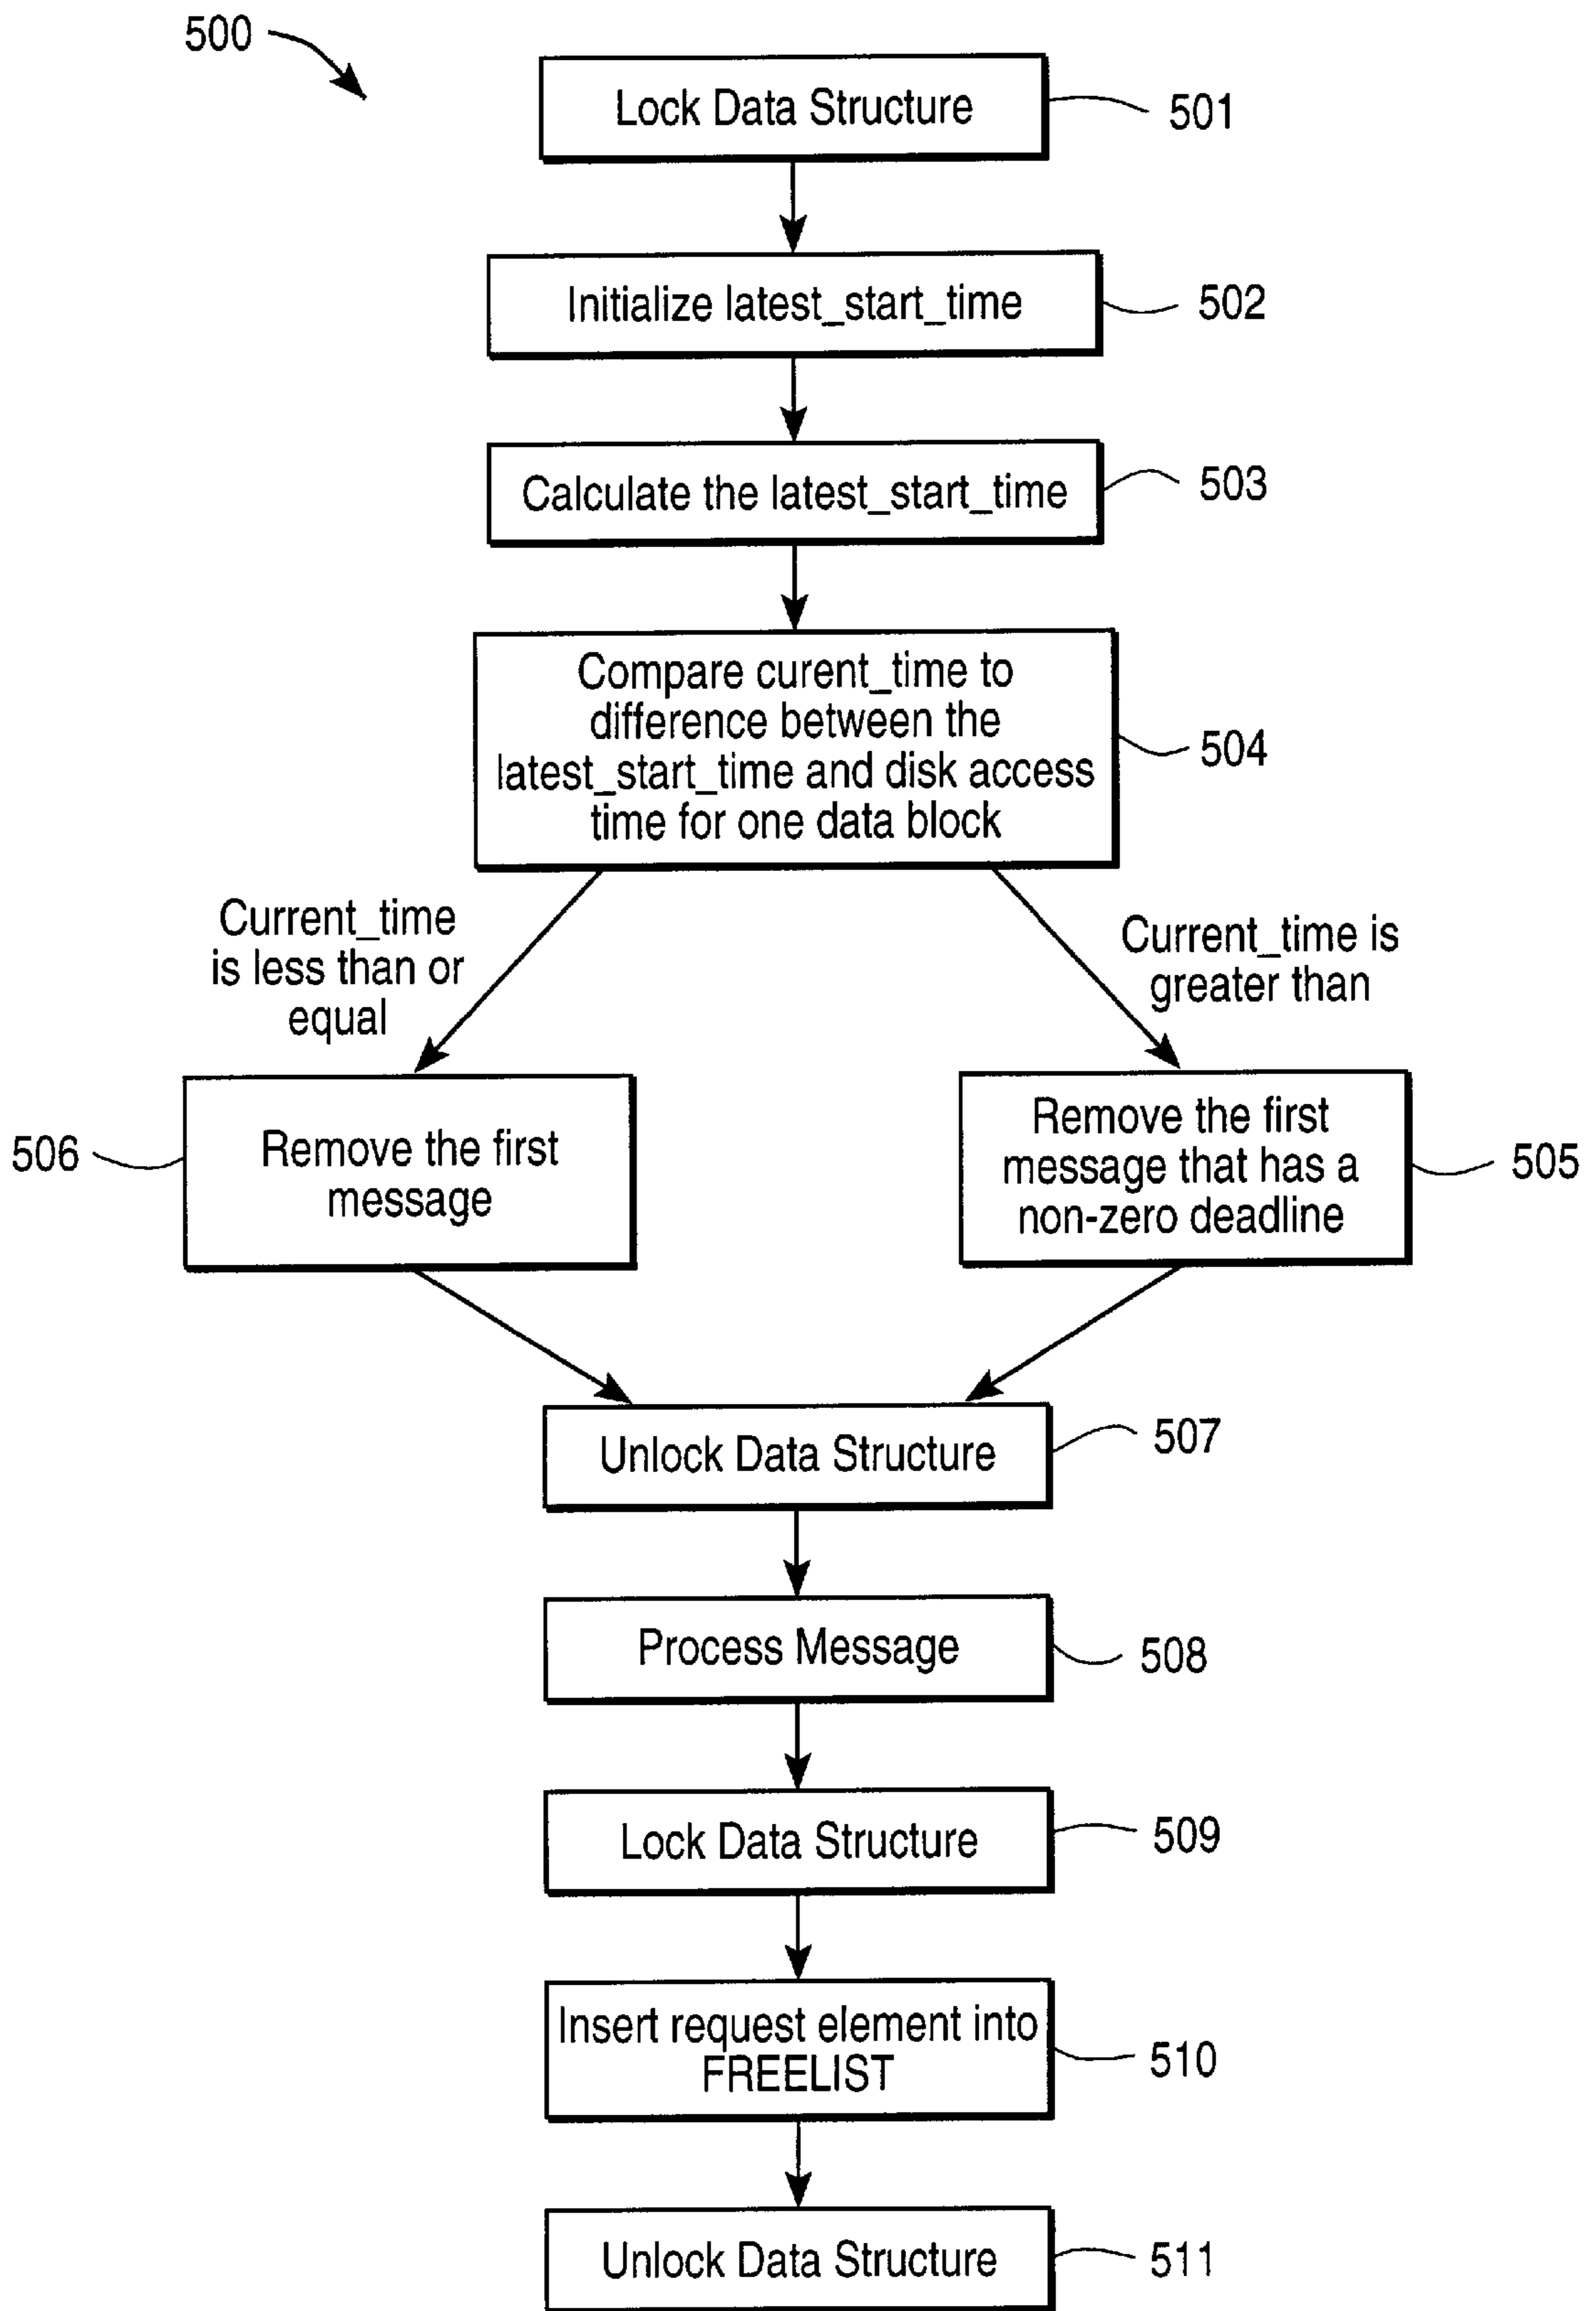 500
Lock Data Structure
501
Initialize latest_start_time
502
Calculate the latest_start_time
503
Compare curent_time to
difference between the
latest_start_time and disk access
time for one data block
504
Current_time
is less than or
equal
Current_time is
greater than
506
Remove the first
message
Remove the first
message that has a
non-zero deadline
505
Unlock Data Structure
507
Process Message
508
Lock Data Structure
509
Insert request element into
FREELIST
510
Unlock Data Structure
511